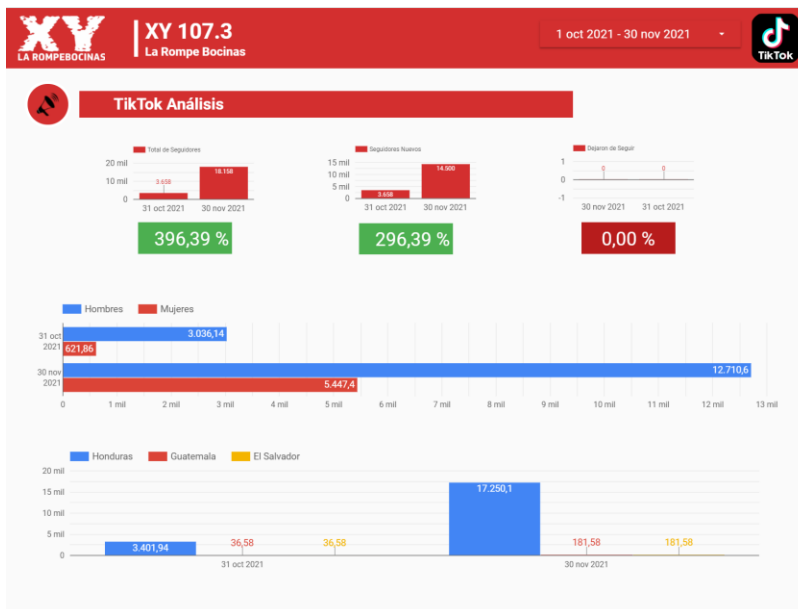 XY
LA ROMPEBOCINAS
XY 107.3
La Rompe Bocinas
1 oct 2021 - 30 nov 2021
TikTok
TikTok Análisis
Total de Seguidores
20 mil
10 mil
0
3.658
18.158
31 oct 2021
30 nov 2021
396,39 %
Seguidores Nuevos
15 mil
10 mil
5 mil
0
3.658
14.500
31 oct 2021
30 nov 2021
296,39 %
Dejaron de Seguir
1
0
-1
0
0
30 nov 2021
31 oct 2021
0,00 %
Hombres
Mujeres
31 oct
2021
3.036,14
621,86
30 nov
2021
12.710,6
5.447,4
0
1 mil
2 mil
3 mil
4 mil
5 mil
6 mil
7 mil
8 mil
9 mil
10 mil
11 mil
12 mil
13 mil
Honduras
Guatemala
El Salvador
20 mil
15 mil
10 mil
5 mil
0
3.401,94
36,58
36,58
17.250,1
181,58
181,58
31 oct 2021
30 nov 2021